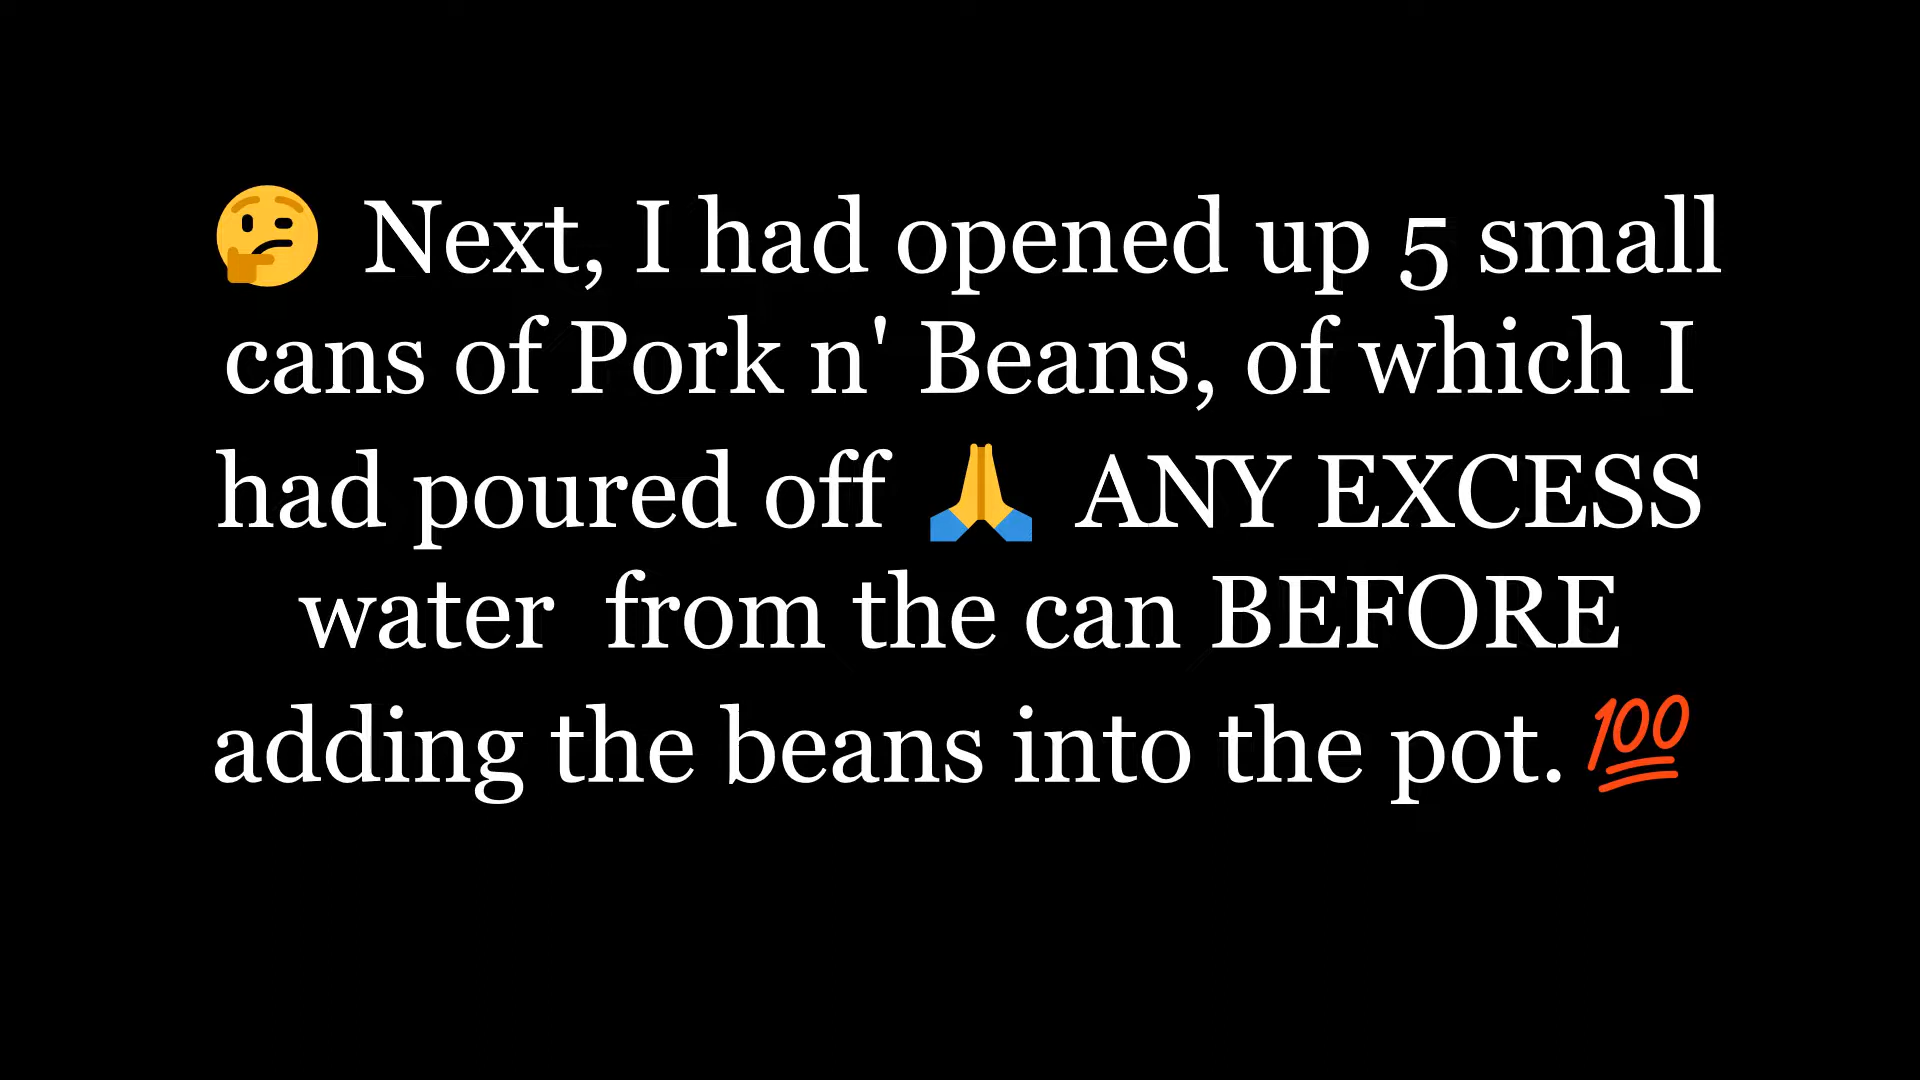 🤔 Next, I had opened up 5 small
cans of Pork n' Beans, of which I
had poured off 🙏 ANY EXCESS
water  from the can BEFORE
adding the beans into the pot. 💯